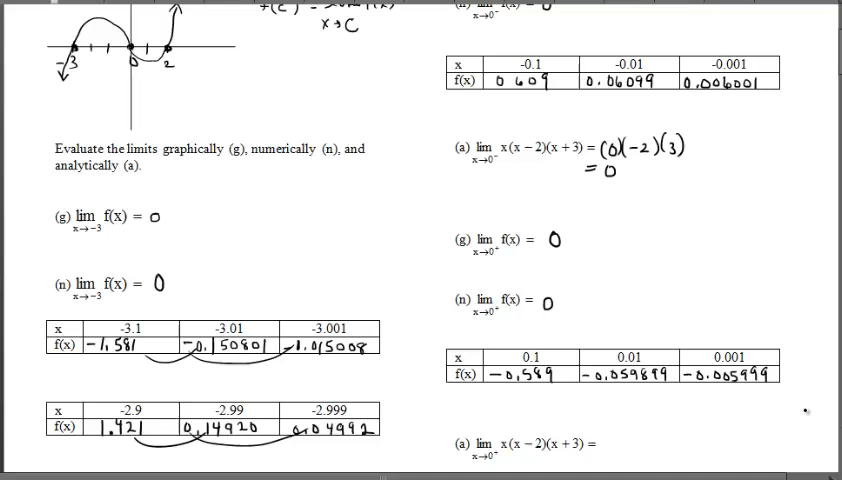 x→C
-3
0
2
Evaluate the limits graphically (g), numerically (n), and
analytically (a).
(g) lim f(x) = 0
x→−3
(n) lim f(x) = 0
x→−3
x -3.1 -3.01 -3.001
f(x) -1.581 -0.150801 -1.015008
x -2.9 -2.99 -2.999
f(x) 1.421 0.14920 0.04992
x -0.1 -0.01 -0.001
f(x) 0 609 0.06099 0.006001
(a) lim x(x − 2)(x + 3) = (0)(-2)(3)
x→0⁻
= 0
(g) lim f(x) = 0
x→0⁺
(n) lim f(x) = 0
x→0⁺
x 0.1 0.01 0.001
f(x) -0.589 -0.059899 -0.005999
(a) lim x(x − 2)(x + 3) =
x→0⁺